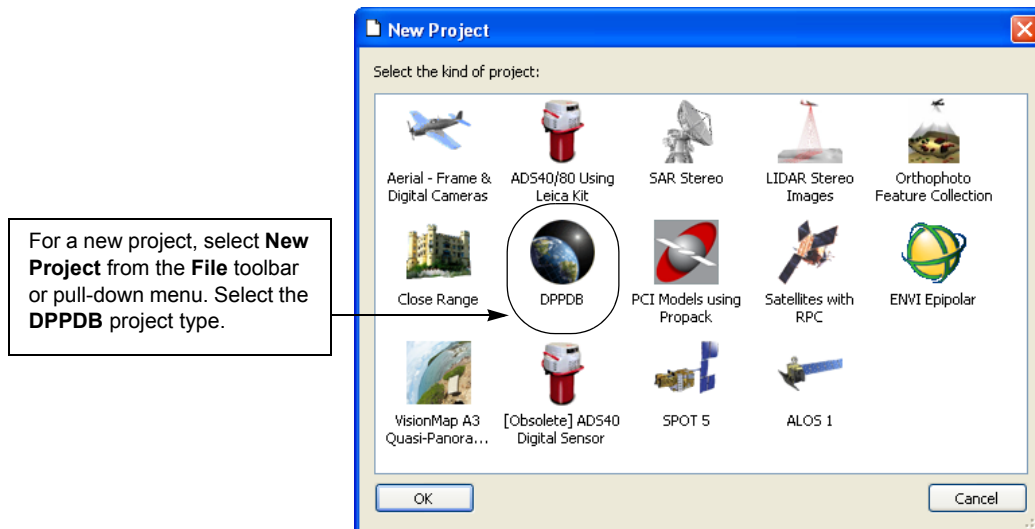 New Project
Select the kind of project:
Aerial - Frame &
Digital Cameras
ADS40/80 Using
Leica Kit
SAR Stereo
LIDAR Stereo
Images
Orthophoto
Feature Collection
For a new project, select New
Project from the File toolbar
or pull-down menu. Select the
DPPDB project type.
Close Range
DPPDB
PCI Models using
Propack
Satellites with
RPC
ENVI Epipolar
VisionMap A3
Quasi-Panora...
[Obsolete] ADS40
Digital Sensor
SPOT 5
ALOS 1
OK
Cancel